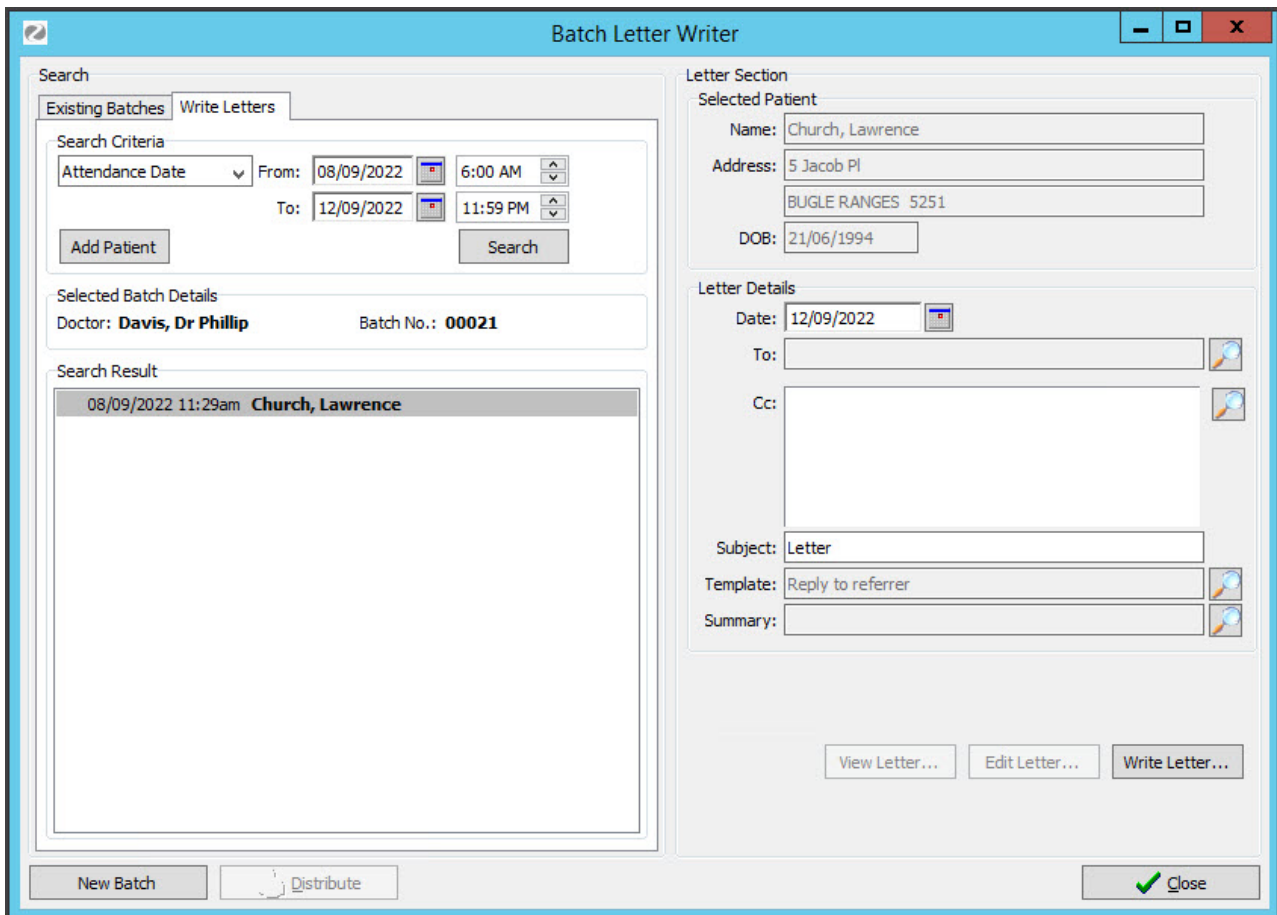 Batch Letter Writer
Search
Existing Batches Write Letters
Search Criteria
Attendance Date From: 08/09/2022 6:00 AM
To: 12/09/2022 11:59 PM
Add Patient Search
Selected Batch Details
Doctor: Davis, Dr Phillip Batch No.: 00021
Search Result
08/09/2022 11:29am Church, Lawrence
New Batch Distribute
Letter Section
Selected Patient
Name: Church, Lawrence
Address: 5 Jacob Pl
BUGLE RANGES 5251
DOB: 21/06/1994
Letter Details
Date: 12/09/2022
To:
Cc:
Subject: Letter
Template: Reply to referrer
Summary:
View Letter... Edit Letter... Write Letter...
Close